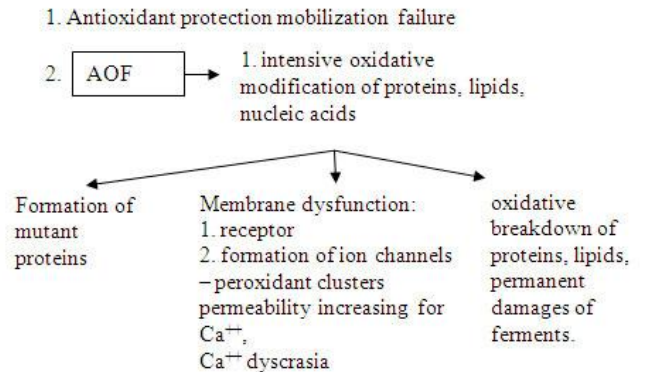 1. Antioxidant protection mobilization failure
2. AOF
1. intensive oxidative
modification of proteins, lipids,
nucleic acids
Formation of
mutant
proteins
Membrane dysfunction:
1. receptor
2. formation of ion channels
– peroxidant clusters
permeability increasing for
Ca⁺⁺,
Ca⁺⁺ dyscrasia
oxidative
breakdown of
proteins, lipids,
permanent
damages of
ferments.